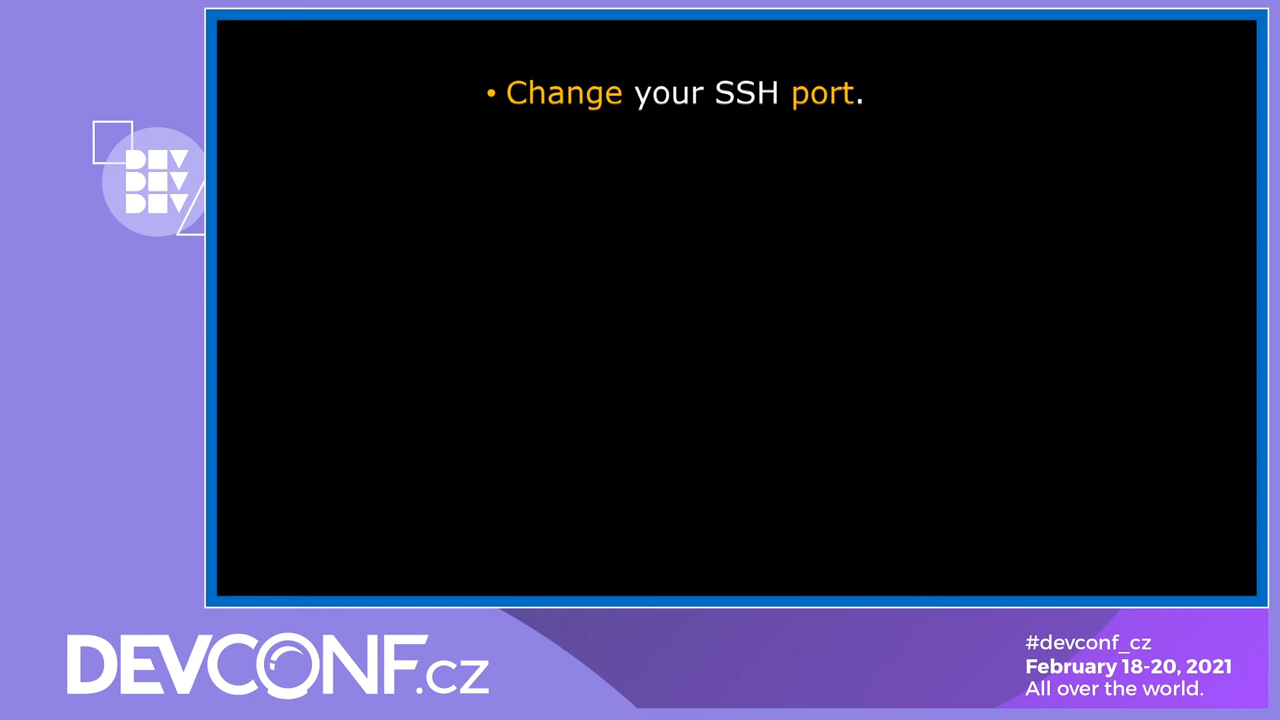 • Change your SSH port.
DEV
DEV
DEV
DEVCONF.cz
#devconf_cz
February 18-20, 2021
All over the world.